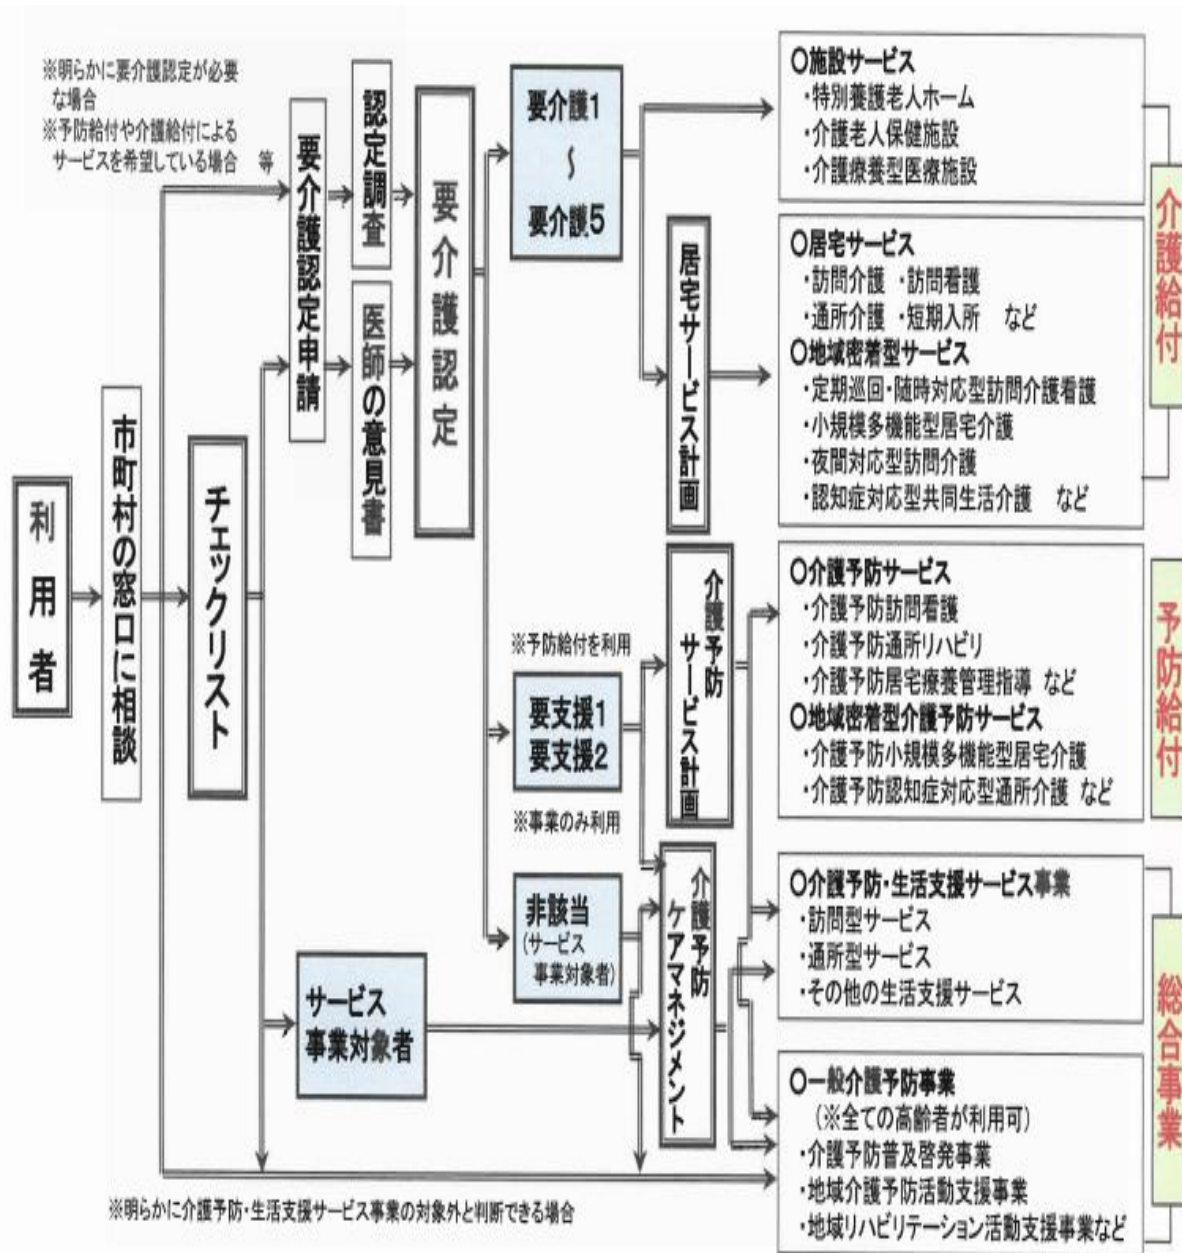 ※明らかに要介護認定が必要
な場合
※予防給付や介護給付による
サービスを希望している場合　等
利用者
市町村の窓口に相談
チェックリスト
要介護認定申請
認定調査
医師の意見書
要介護認定
要介護1
～
要介護5
※予防給付を利用
要支援1
要支援2
※事業のみ利用
非該当
(サービス
事業対象者)
サービス
事業対象者
居宅サービス計画
介護予防
サービス計画
介護予防
ケアマネジメント
〇施設サービス
・特別養護老人ホーム
・介護老人保健施設
・介護療養型医療施設
〇居宅サービス
・訪問介護　・訪問看護
・通所介護　・短期入所　など
〇地域密着型サービス
・定期巡回・随時対応型訪問介護看護
・小規模多機能型居宅介護
・夜間対応型訪問介護
・認知症対応型共同生活介護　など
介護給付
〇介護予防サービス
・介護予防訪問看護
・介護予防通所リハビリ
・介護予防居宅療養管理指導　など
〇地域密着型介護予防サービス
・介護予防小規模多機能型居宅介護
・介護予防認知症対応型通所介護　など
予防給付
〇介護予防・生活支援サービス事業
・訪問型サービス
・通所型サービス
・その他の生活支援サービス
〇一般介護予防事業
(※全ての高齢者が利用可)
・介護予防普及啓発事業
・地域介護予防活動支援事業
・地域リハビリテーション活動支援事業など
総合事業
※明らかに介護予防・生活支援サービス事業の対象外と判断できる場合